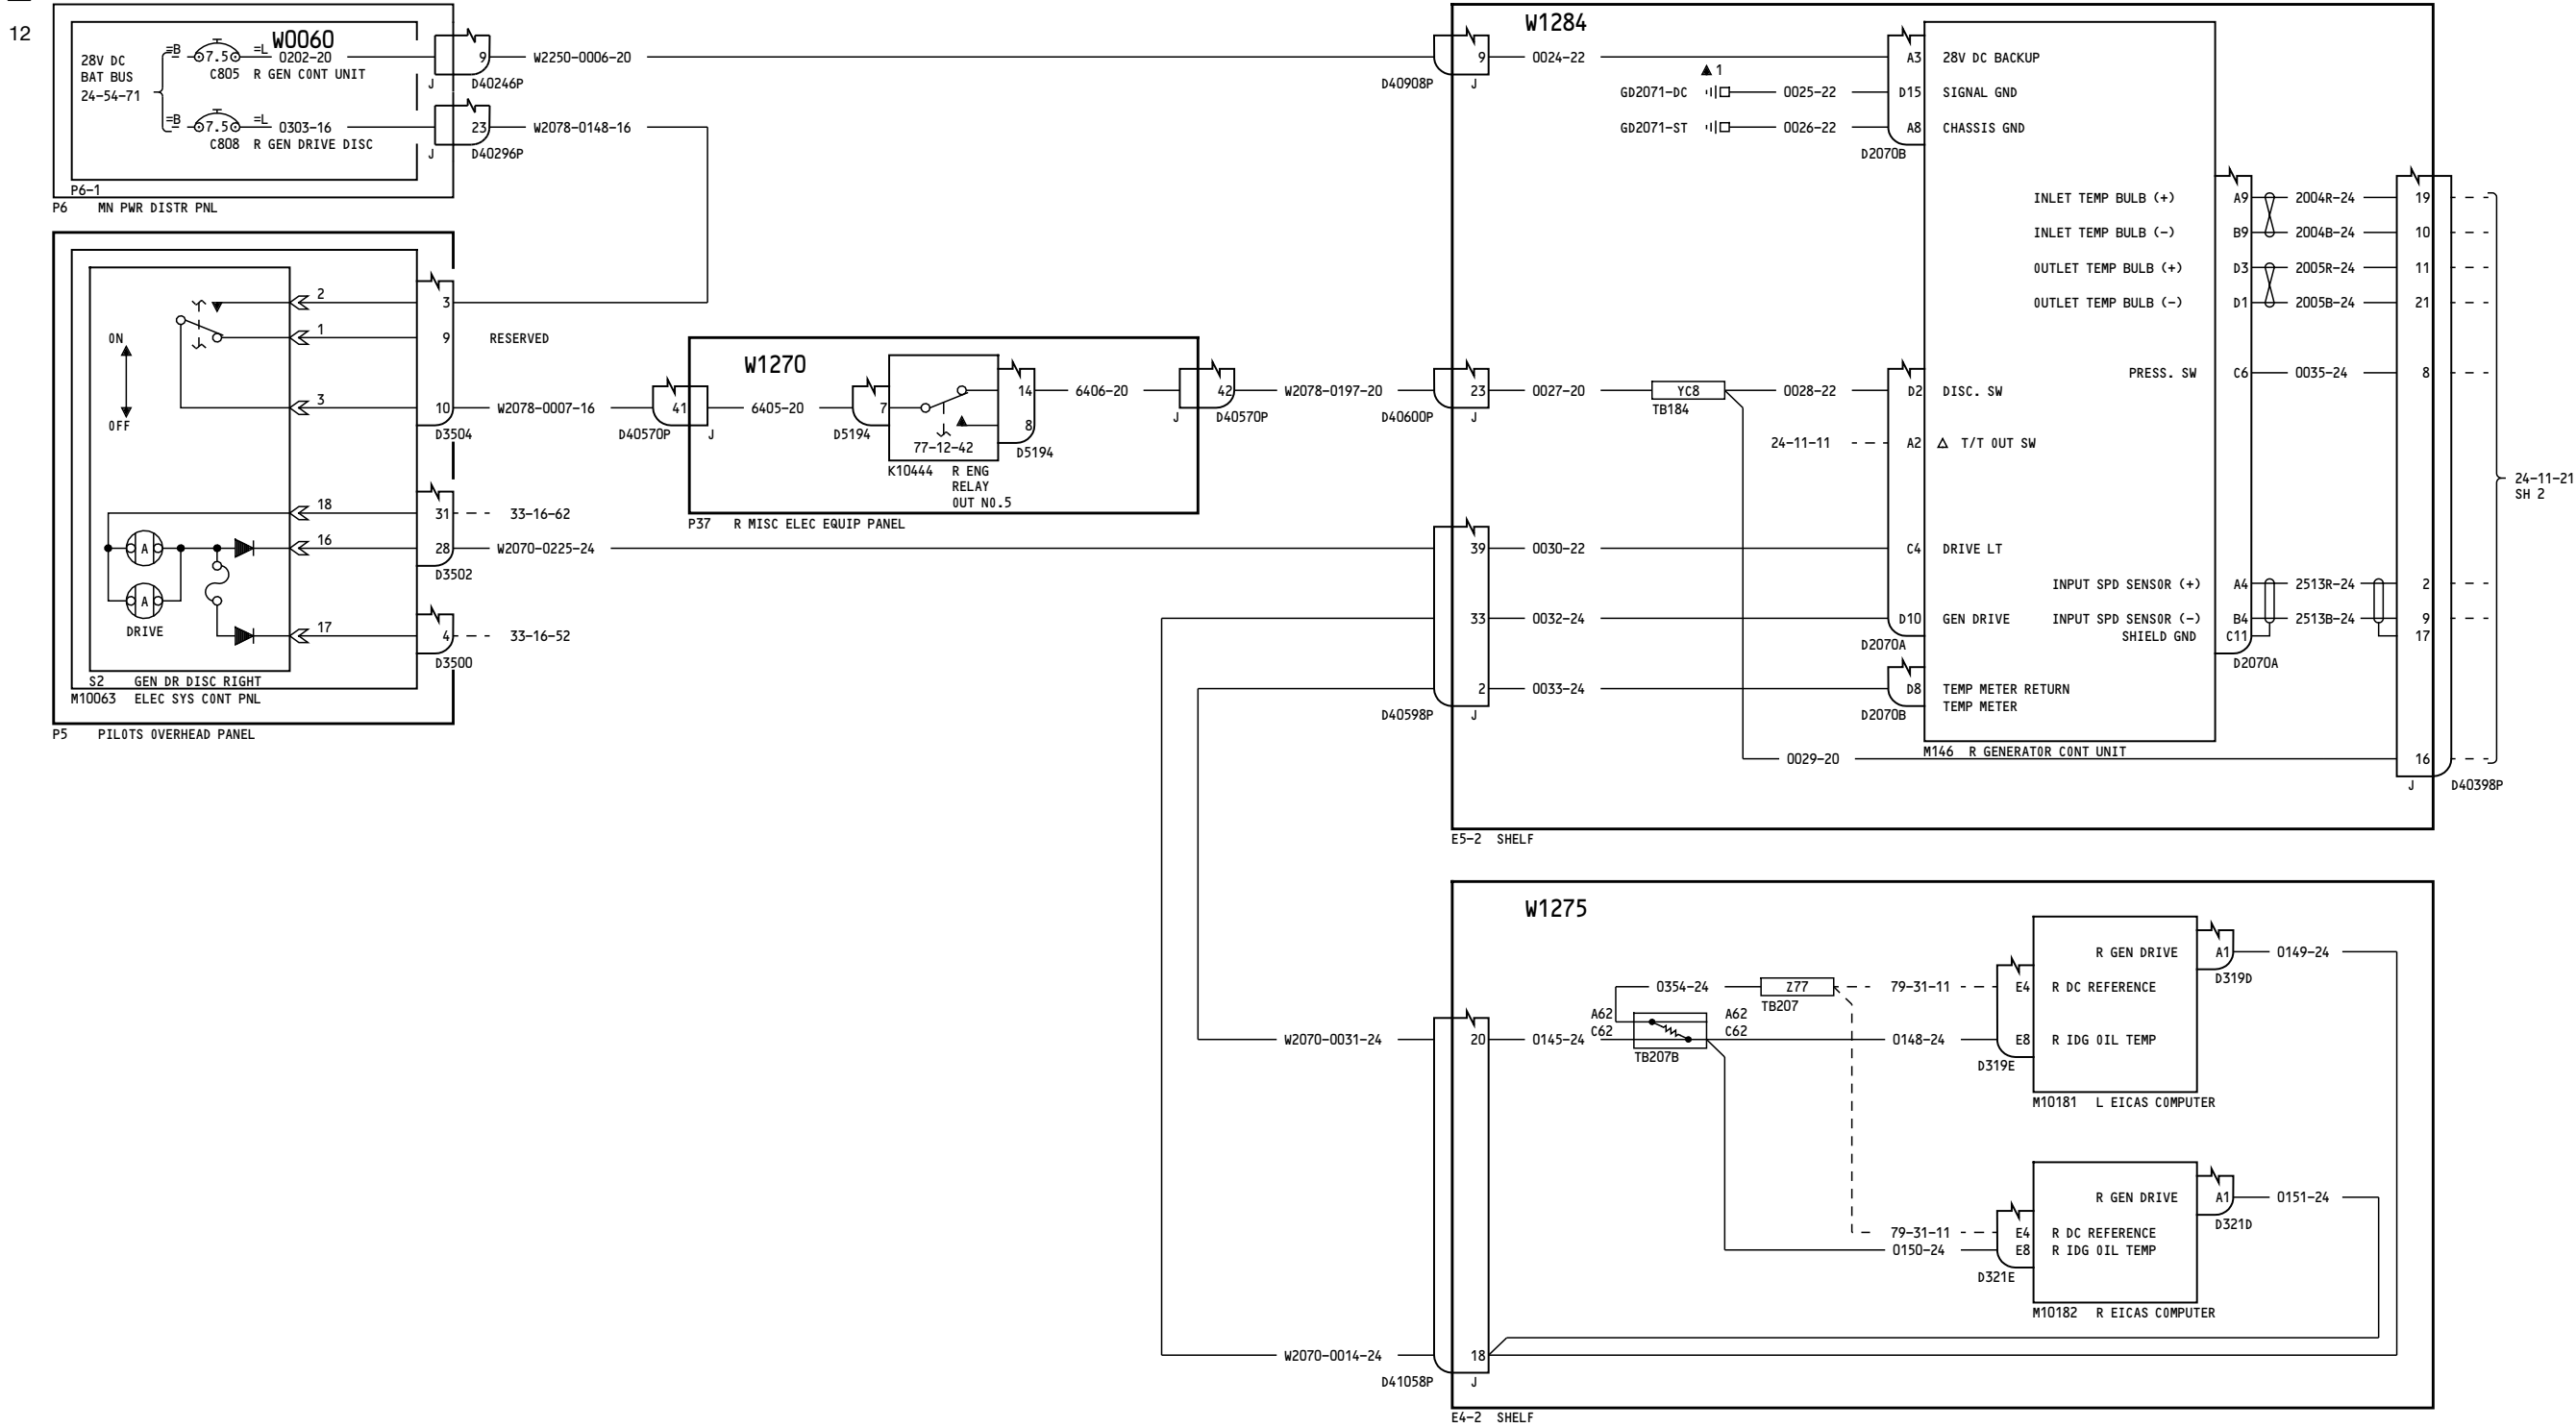 12
W0060
28V DC
BAT BUS
24-54-71
=B 7.5 =L 0202-20
C805 R GEN CONT UNIT
=B 7.5 =L 0303-16
C808 R GEN DRIVE DISC
9 W2250-0006-20
J D40246P
23 W2078-0148-16
J D40296P
P6-1
P6 MN PWR DISTR PNL
ON
OFF
2
1
3
3
9 RESERVED
10 W2078-0007-16
D3504
18
31 33-16-62
A
16
28 W2070-0225-24
D3502
A
DRIVE
17
4 33-16-52
D3500
S2 GEN DR DISC RIGHT
M10063 ELEC SYS CONT PNL
P5 PILOTS OVERHEAD PANEL
W1270
41 6405-20
D40570P J
7
D5194
14 6406-20
8
D5194
77-12-42
K10444 R ENG
RELAY
OUT NO.5
42 W2078-0197-20
J D40570P
P37 R MISC ELEC EQUIP PANEL
W1284
9 0024-22
D40908P J
A3 28V DC BACKUP
1
GD2071-DC 0025-22 D15 SIGNAL GND
GD2071-ST 0026-22 A8 CHASSIS GND
D2070B
INLET TEMP BULB (+) A9 2004R-24 19
INLET TEMP BULB (-) B9 2004B-24 10
OUTLET TEMP BULB (+) D3 2005R-24 11
OUTLET TEMP BULB (-) D1 2005B-24 21
PRESS. SW C6 0035-24 8
23 0027-20 YC8 0028-22 D2 DISC. SW
D40600P J TB184
24-11-11 A2 T/T OUT SW
24-11-21
SH 2
39 0030-22 C4 DRIVE LT
INPUT SPD SENSOR (+) A4 2513R-24 2
33 0032-24 D10 GEN DRIVE
INPUT SPD SENSOR (-) B4 2513B-24 9
SHIELD GND C11 17
D2070A
D2070A
2 0033-24 D8 TEMP METER RETURN
TEMP METER
D40598P J
D2070B
M146 R GENERATOR CONT UNIT
0029-20 16
J D40398P
E5-2 SHELF
W1275
R GEN DRIVE A1 0149-24
D319D
0354-24 Z77 79-31-11 E4 R DC REFERENCE
TB207
A62 A62
C62 C62
W2070-0031-24 20 0145-24 0148-24 E8 R IDG OIL TEMP
TB207B
D319E
M10181 L EICAS COMPUTER
R GEN DRIVE A1 0151-24
D321D
79-31-11 E4 R DC REFERENCE
0150-24 E8 R IDG OIL TEMP
D321E
M10182 R EICAS COMPUTER
W2070-0014-24 18
D41058P J
E4-2 SHELF